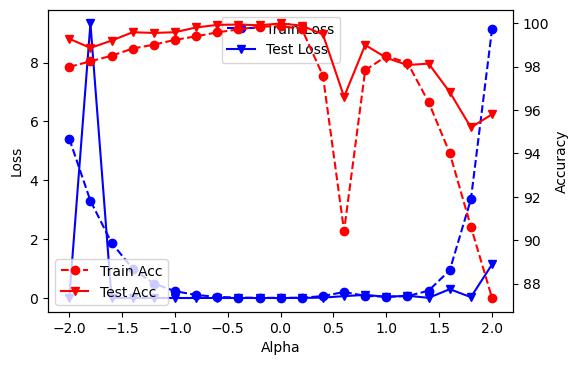 Train Loss
Test Loss
Train Acc
Test Acc
Loss
8
6
4
2
0
Accuracy
100
98
96
94
92
90
88
−2.0 −1.5 −1.0 −0.5 0.0 0.5 1.0 1.5 2.0
Alpha